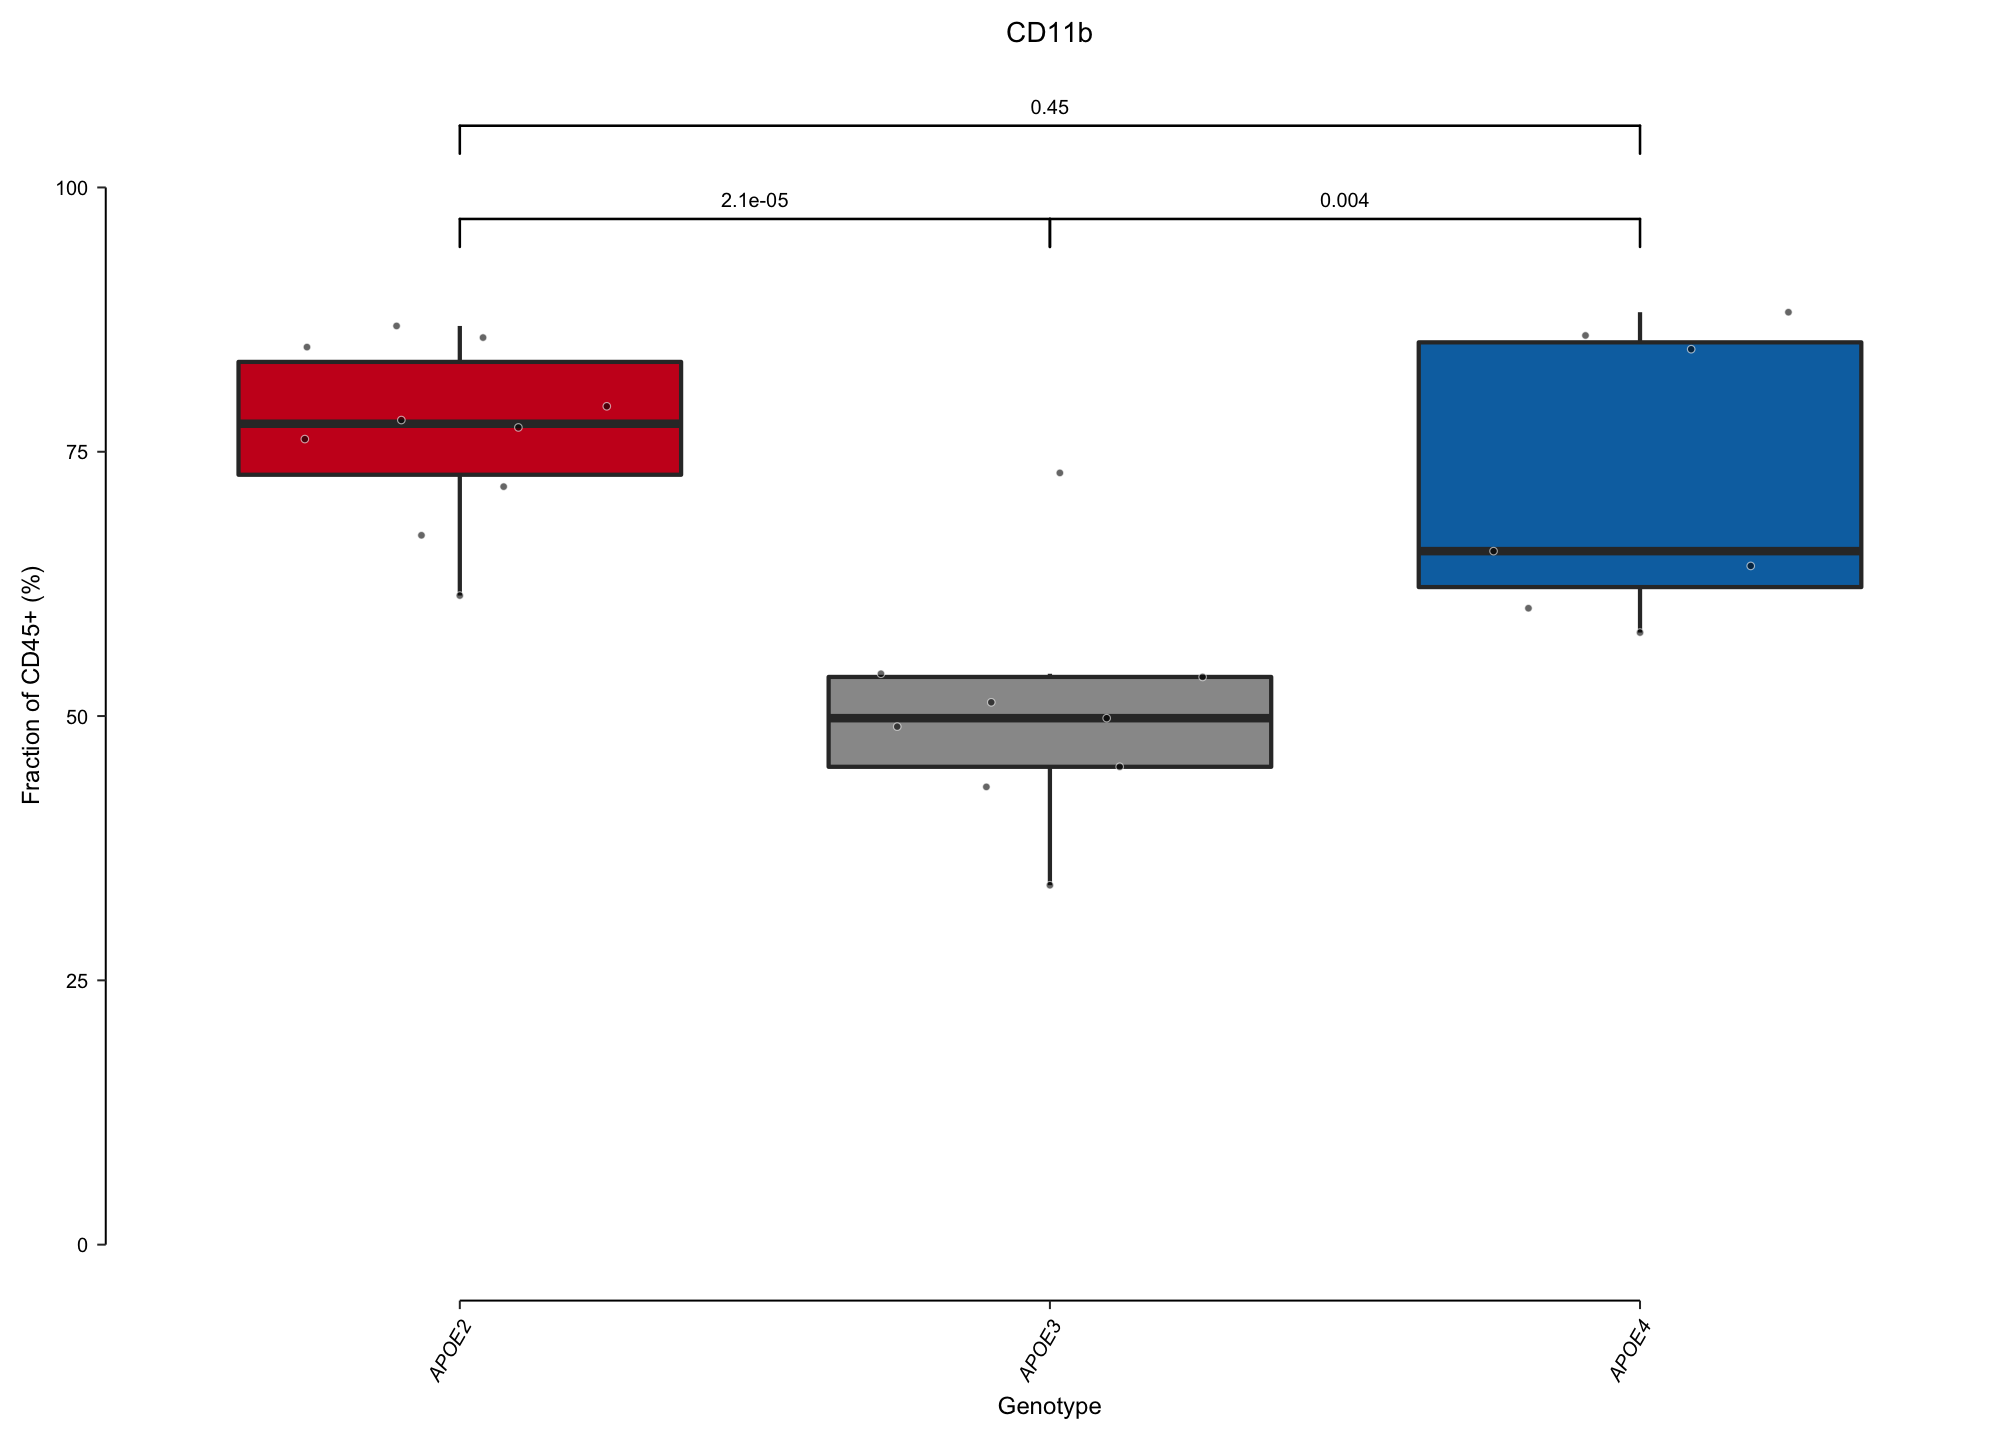 CD11b
0.45
2.1e-05
0.004
100
75
50
25
0
Fraction of CD45+ (%)
APOE2
APOE3
APOE4
Genotype